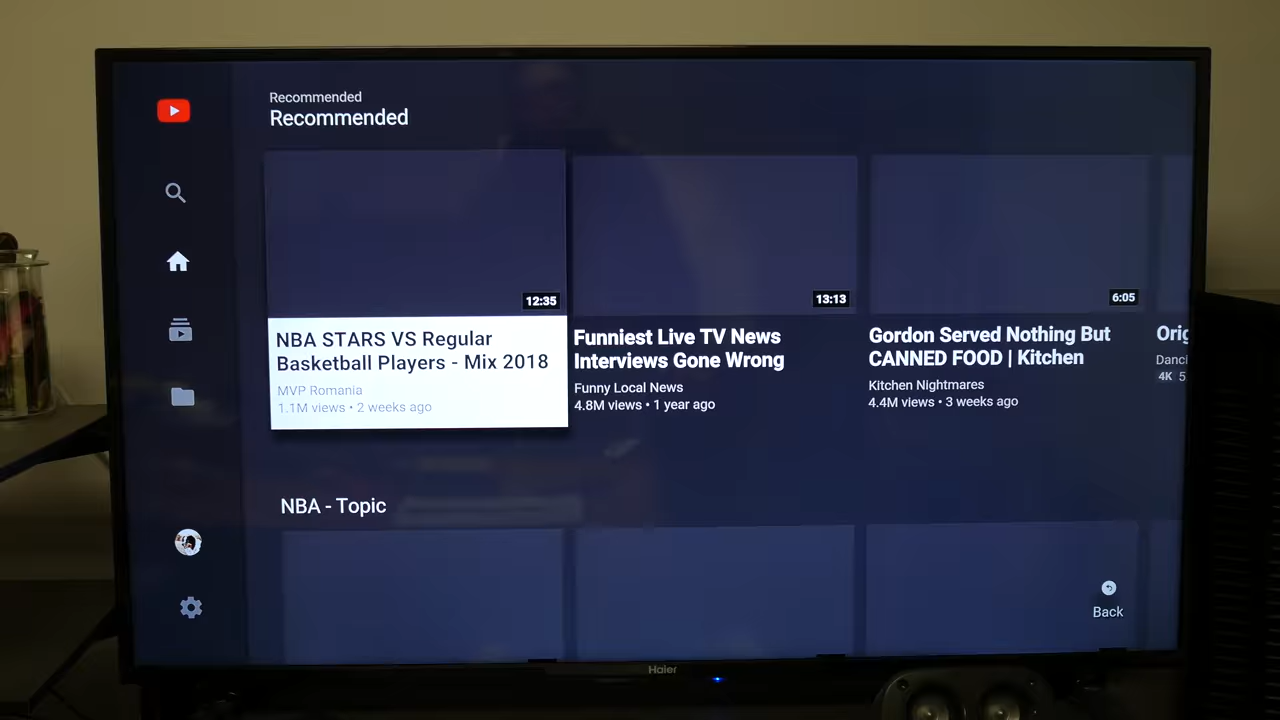 Recommended
Recommended
12:35
13:13
6:05
NBA STARS VS Regular
Basketball Players - Mix 2018
MVP Romania
1.1M views • 2 weeks ago
Funniest Live TV News
Interviews Gone Wrong
Funny Local News
4.8M views • 1 year ago
Gordon Served Nothing But
CANNED FOOD | Kitchen
Kitchen Nightmares
4.4M views • 3 weeks ago
4K 5
NBA - Topic
Back
Haier